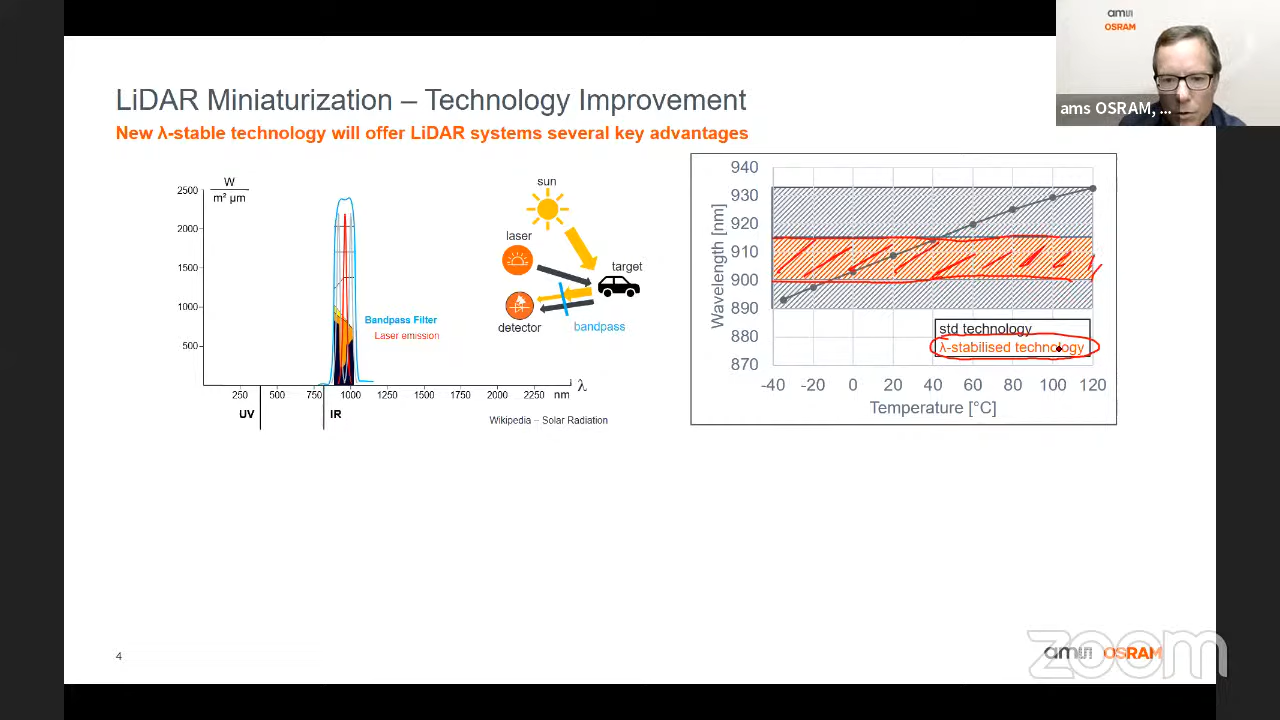 LiDAR Miniaturization – Technology Improvement
New λ-stable technology will offer LiDAR systems several key advantages
amu OSRAM
ams OSRAM, ...
W
m² μm
2500
2000
1500
1000
500
250
500
750
1000
1250
1500
1750
2000
2250
nm
λ
UV
IR
Bandpass Filter
Laser emission
Wikipedia – Solar Radiation
sun
laser
target
detector
bandpass
Wavelength [nm]
940
930
920
910
900
890
880
870
std technology
λ-stabilised technology
-40
-20
0
20
40
60
80
100
120
Temperature [°C]
4
amu OSRAM
zoom